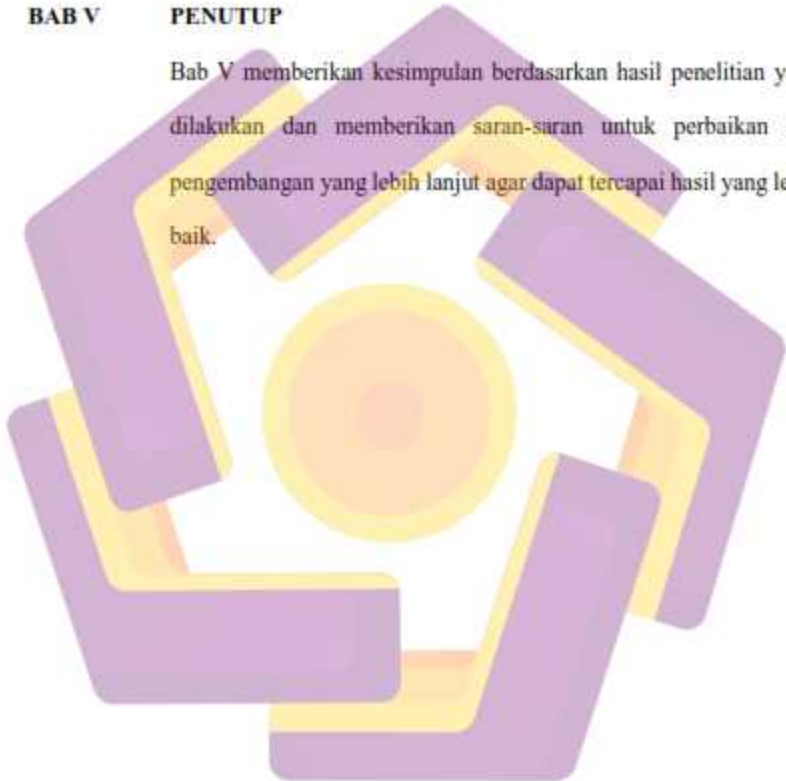 BAB V PENUTUP
Bab V memberikan kesimpulan berdasarkan hasil penelitian
dilakukan dan memberikan saran-saran untuk perbaikan
pengembangan yang lebih lanjut agar dapat tercapai hasil yang
baik.